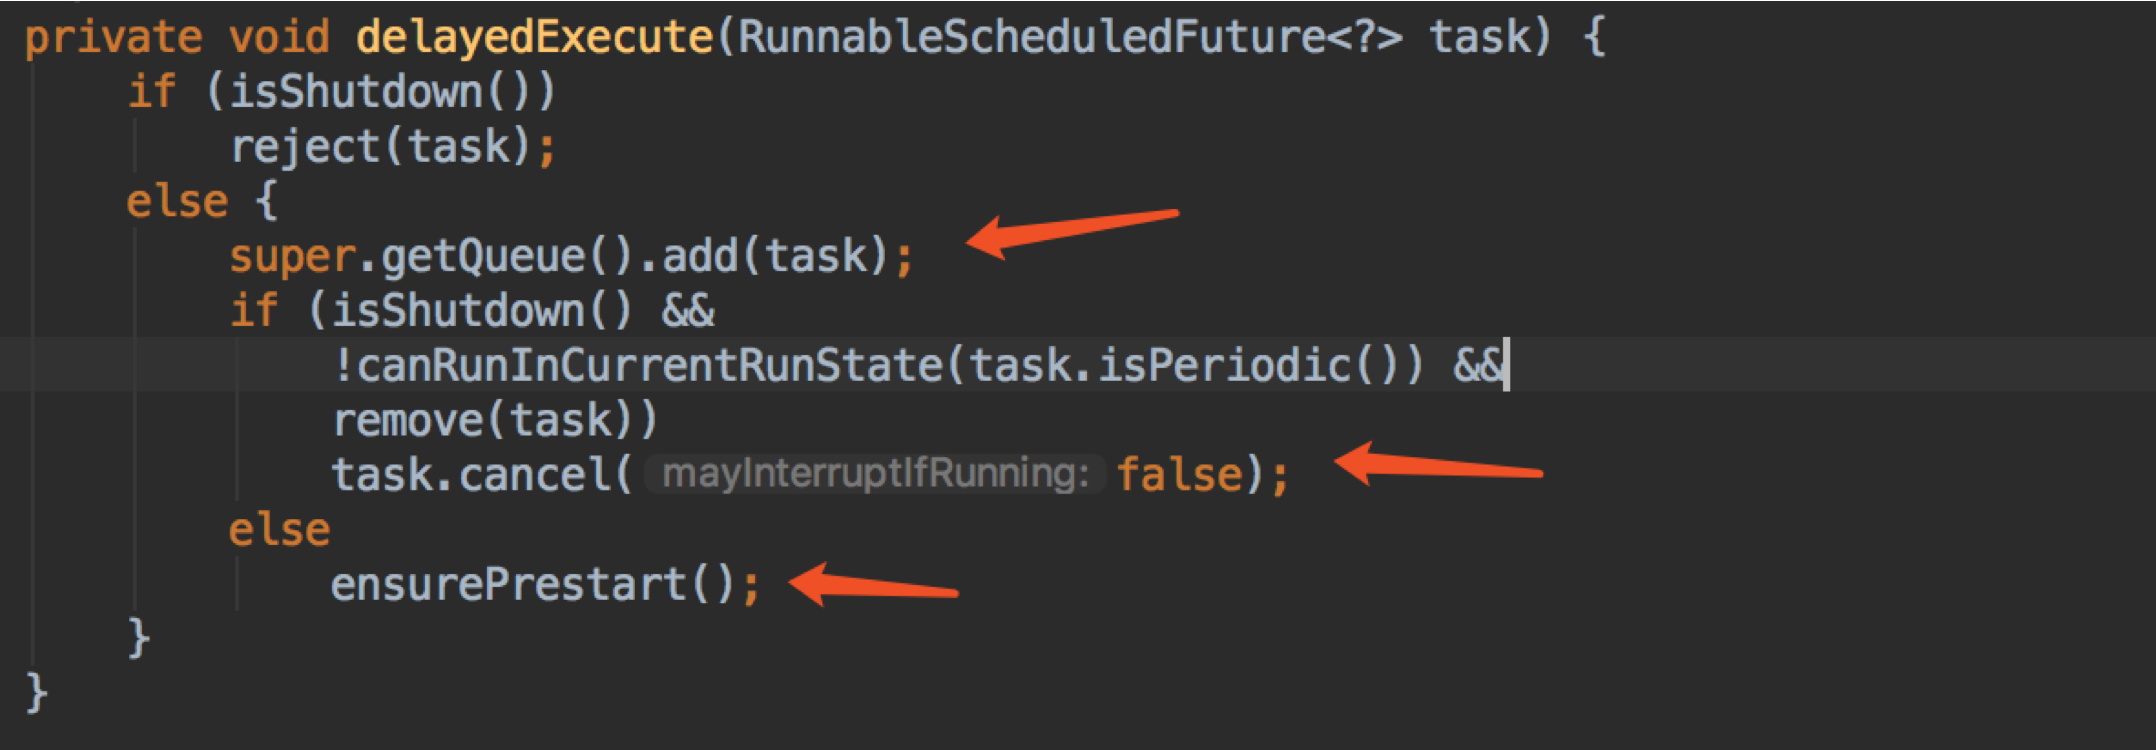 private void delayedExecute(RunnableScheduledFuture<?> task) {
if (isShutdown())
reject(task);
else {
super.getQueue().add(task);
if (isShutdown() &&
!canRunInCurrentRunState(task.isPeriodic()) &&
remove(task))
task.cancel( mayInterruptIfRunning: false);
else
ensurePrestart();
}
}